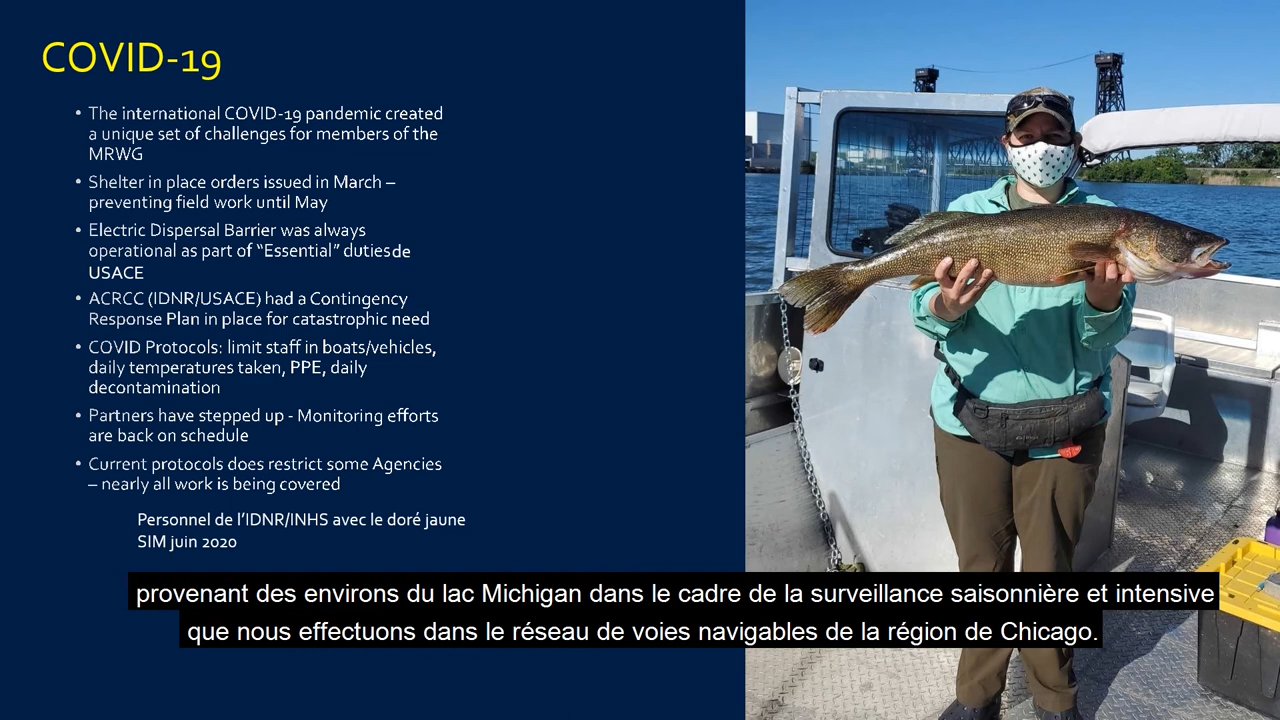 COVID-19
• The international COVID-19 pandemic created
a unique set of challenges for members of the
MRWG
• Shelter in place orders issued in March –
preventing field work until May
• Electric Dispersal Barrier was always
operational as part of “Essential” duties de
USACE
• ACRCC (IDNR/USACE) had a Contingency
Response Plan in place for catastrophic need
• COVID Protocols: limit staff in boats/vehicles,
daily temperatures taken, PPE, daily
decontamination
• Partners have stepped up - Monitoring efforts
are back on schedule
• Current protocols does restrict some Agencies
– nearly all work is being covered
Personnel de l’IDNR/INHS avec le doré jaune
SIM juin 2020
provenant des environs du lac Michigan dans le cadre de la surveillance saisonnière et intensive
que nous effectuons dans le réseau de voies navigables de la région de Chicago.